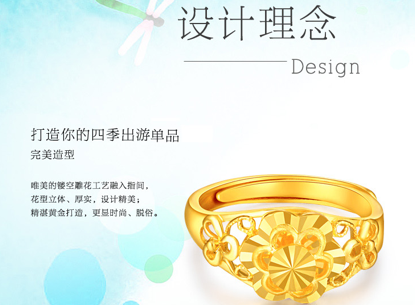 设计理念
Design
打造你的四季出游单品
完美造型
唯美的镂空雕花工艺融入指间，
花型立体、厚实，设计精美；
精湛黄金打造，更显时尚、脱俗。